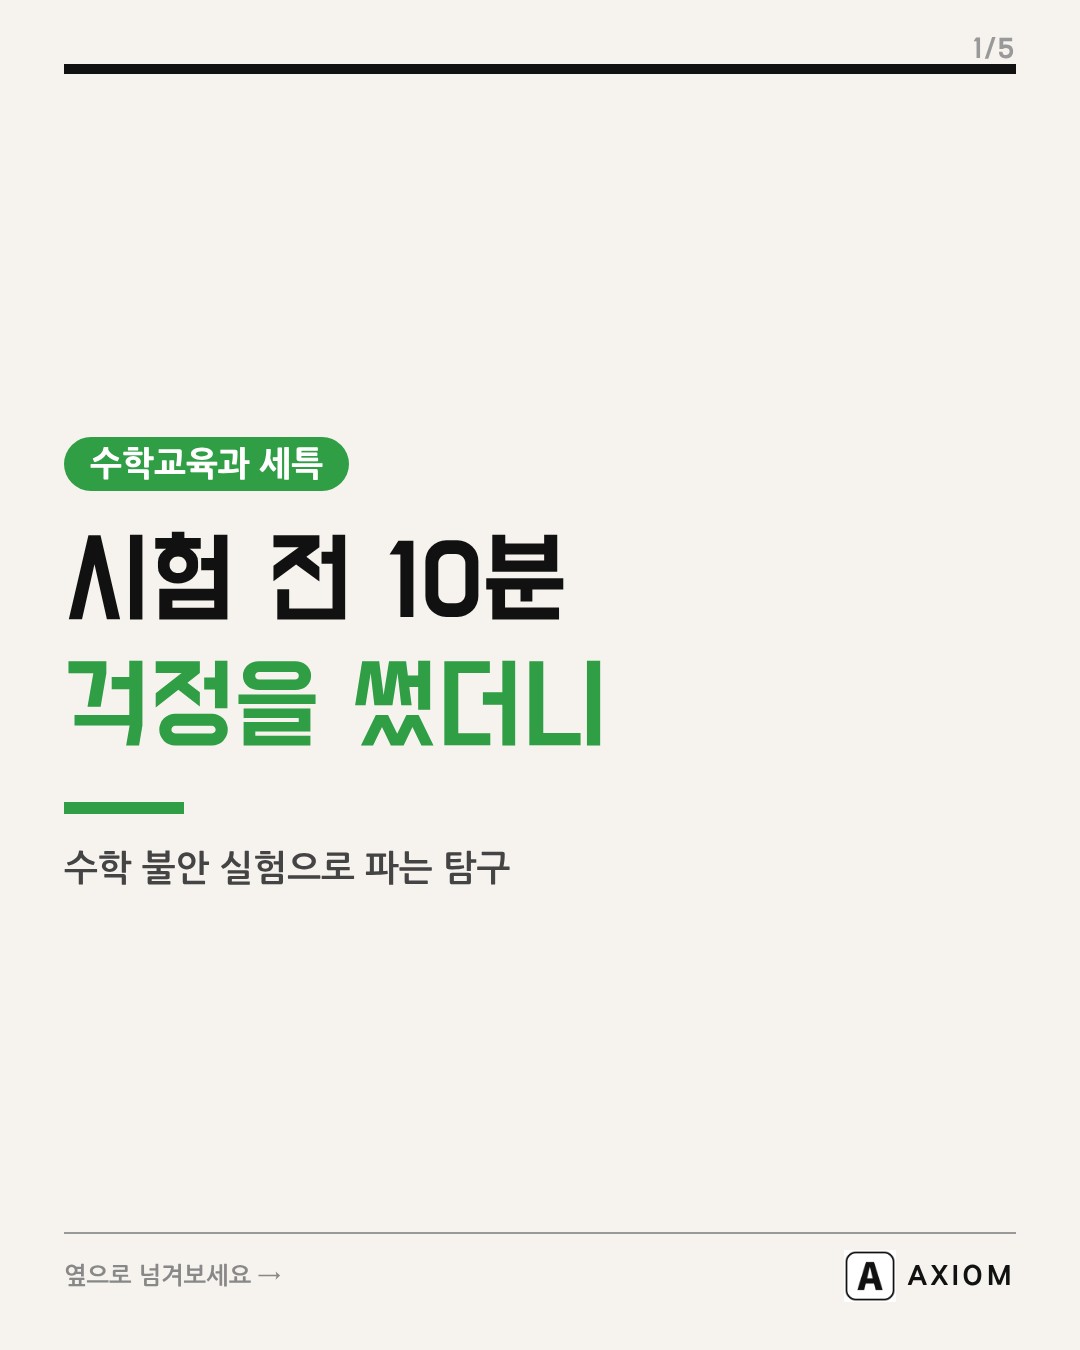 1/5
수학교육과 세특
시험 전 10분
걱정을 썼더니
수학 불안 실험으로 파는 탐구
옆으로 넘겨보세요 →
A AXIOM